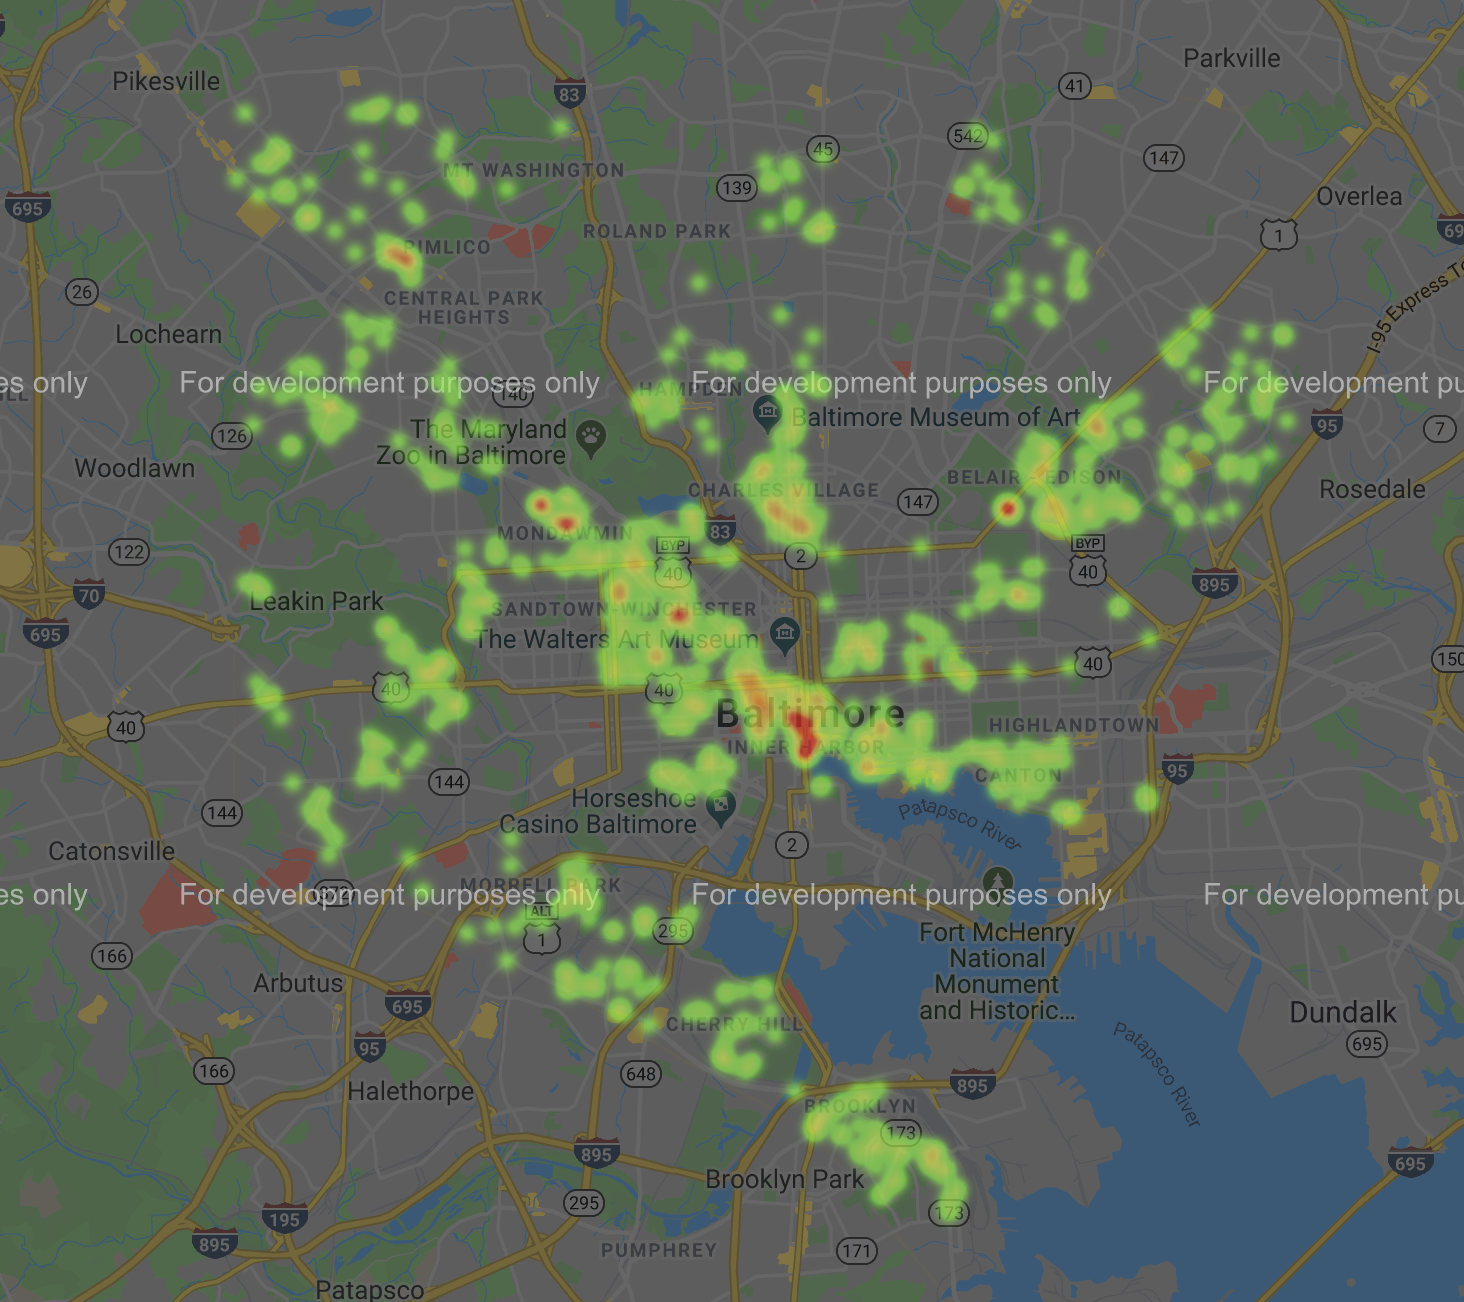 Parkville
Pikesville
41
83
542
45
147
MT WASHINGTON
139
Overlea
695
1
ROLAND PARK
PIMLICO
26
CENTRAL PARK
HEIGHTS
I-95 Express
Lochearn
es only
For development purposes only
For development purposes only
For development pu
140
HAMPDEN
Baltimore Museum of Art
126
The Maryland
Zoo in Baltimore
95
7
Woodlawn
BELAIR - EDISON
CHARLES VILLAGE
147
Rosedale
MONDAWMIN
83
122
BYP
40
2
BYP
40
70
895
Leakin Park
SANDTOWN-WINCHESTER
695
The Walters Art Museum
40
150
40
40
40
Baltimore
HIGHLANDTOWN
INNER HARBOR
95
CANTON
144
Horseshoe
Casino Baltimore
144
Patapsco River
2
Catonsville
MORRELL PARK
372
es only
For development purposes only
For development purposes only
For development pu
ALT
1
295
Fort McHenry
National
Monument
and Historic...
166
Arbutus
695
Dundalk
CHERRY HILL
Patapsco River
95
695
166
648
Halethorpe
895
BROOKLYN
173
895
695
Brooklyn Park
295
173
195
895
PUMPHREY
171
Patapsco